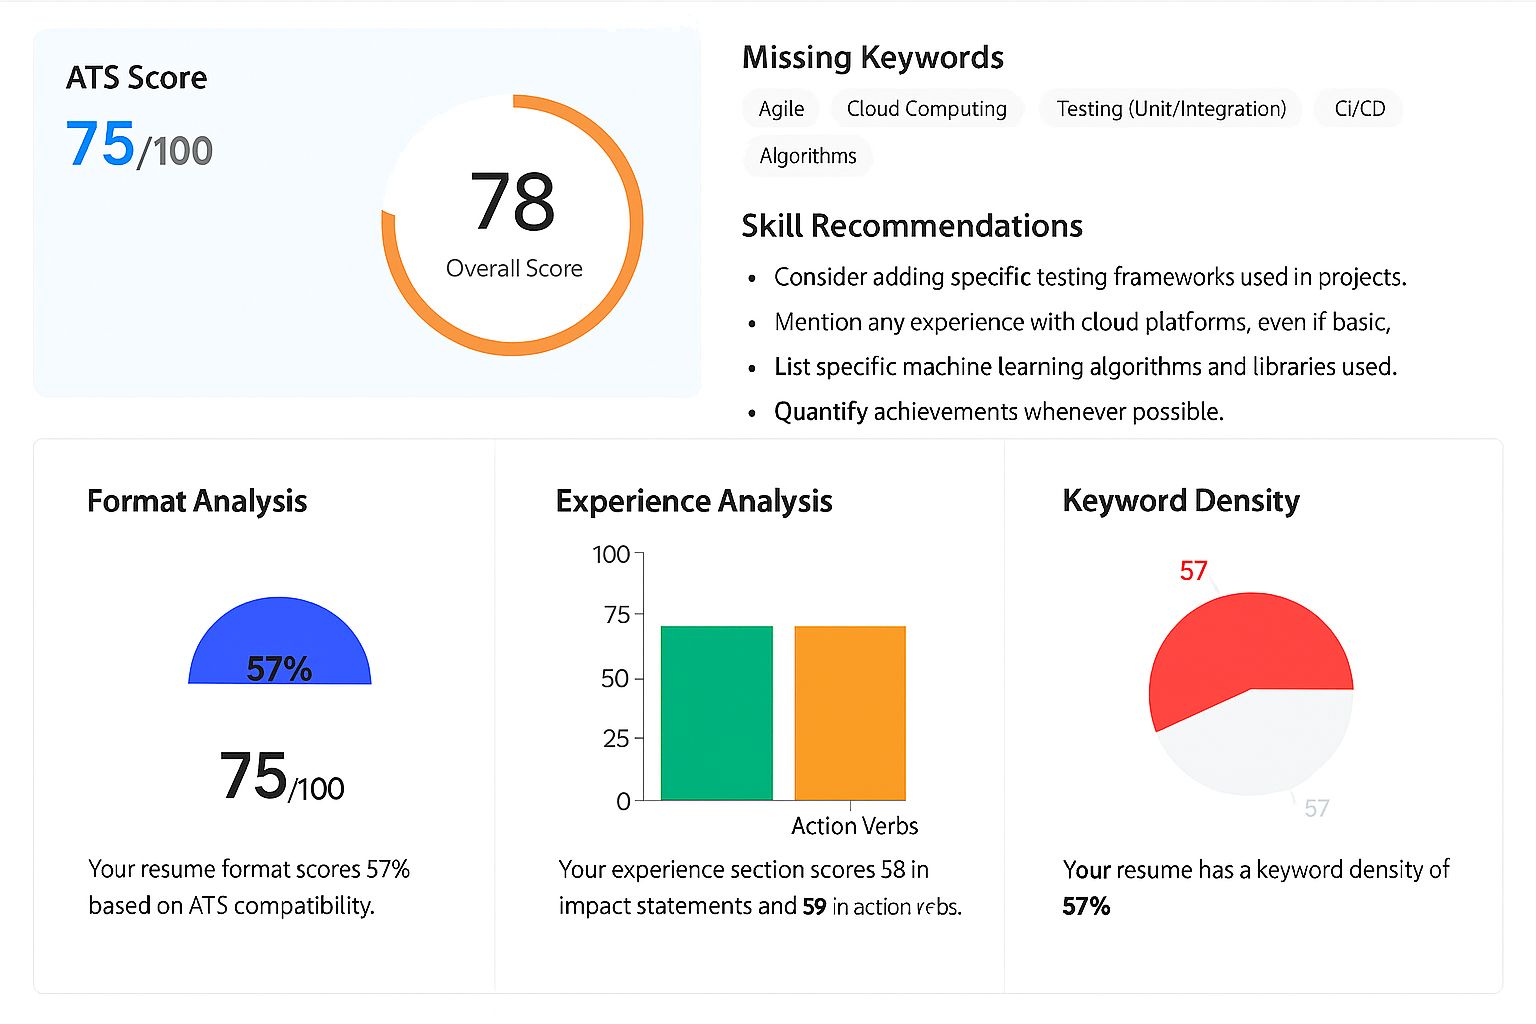 ATS Score
75/100
78
Overall Score
Missing Keywords
Agile
Cloud Computing
Testing (Unit/Integration)
Ci/CD
Algorithms
Skill Recommendations
• Consider adding specific testing frameworks used in projects.
• Mention any experience with cloud platforms, even if basic,
• List specific machine learning algorithms and libraries used.
• Quantify achievements whenever possible.
Format Analysis
57%
75/100
Your resume format scores 57%
based on ATS compatibility.
Experience Analysis
100
75
50
25
0
Action Verbs
Your experience section scores 58 in
impact statements and 59 in action
Keyword Density
57
57
Your resume has a keyword density of
57%